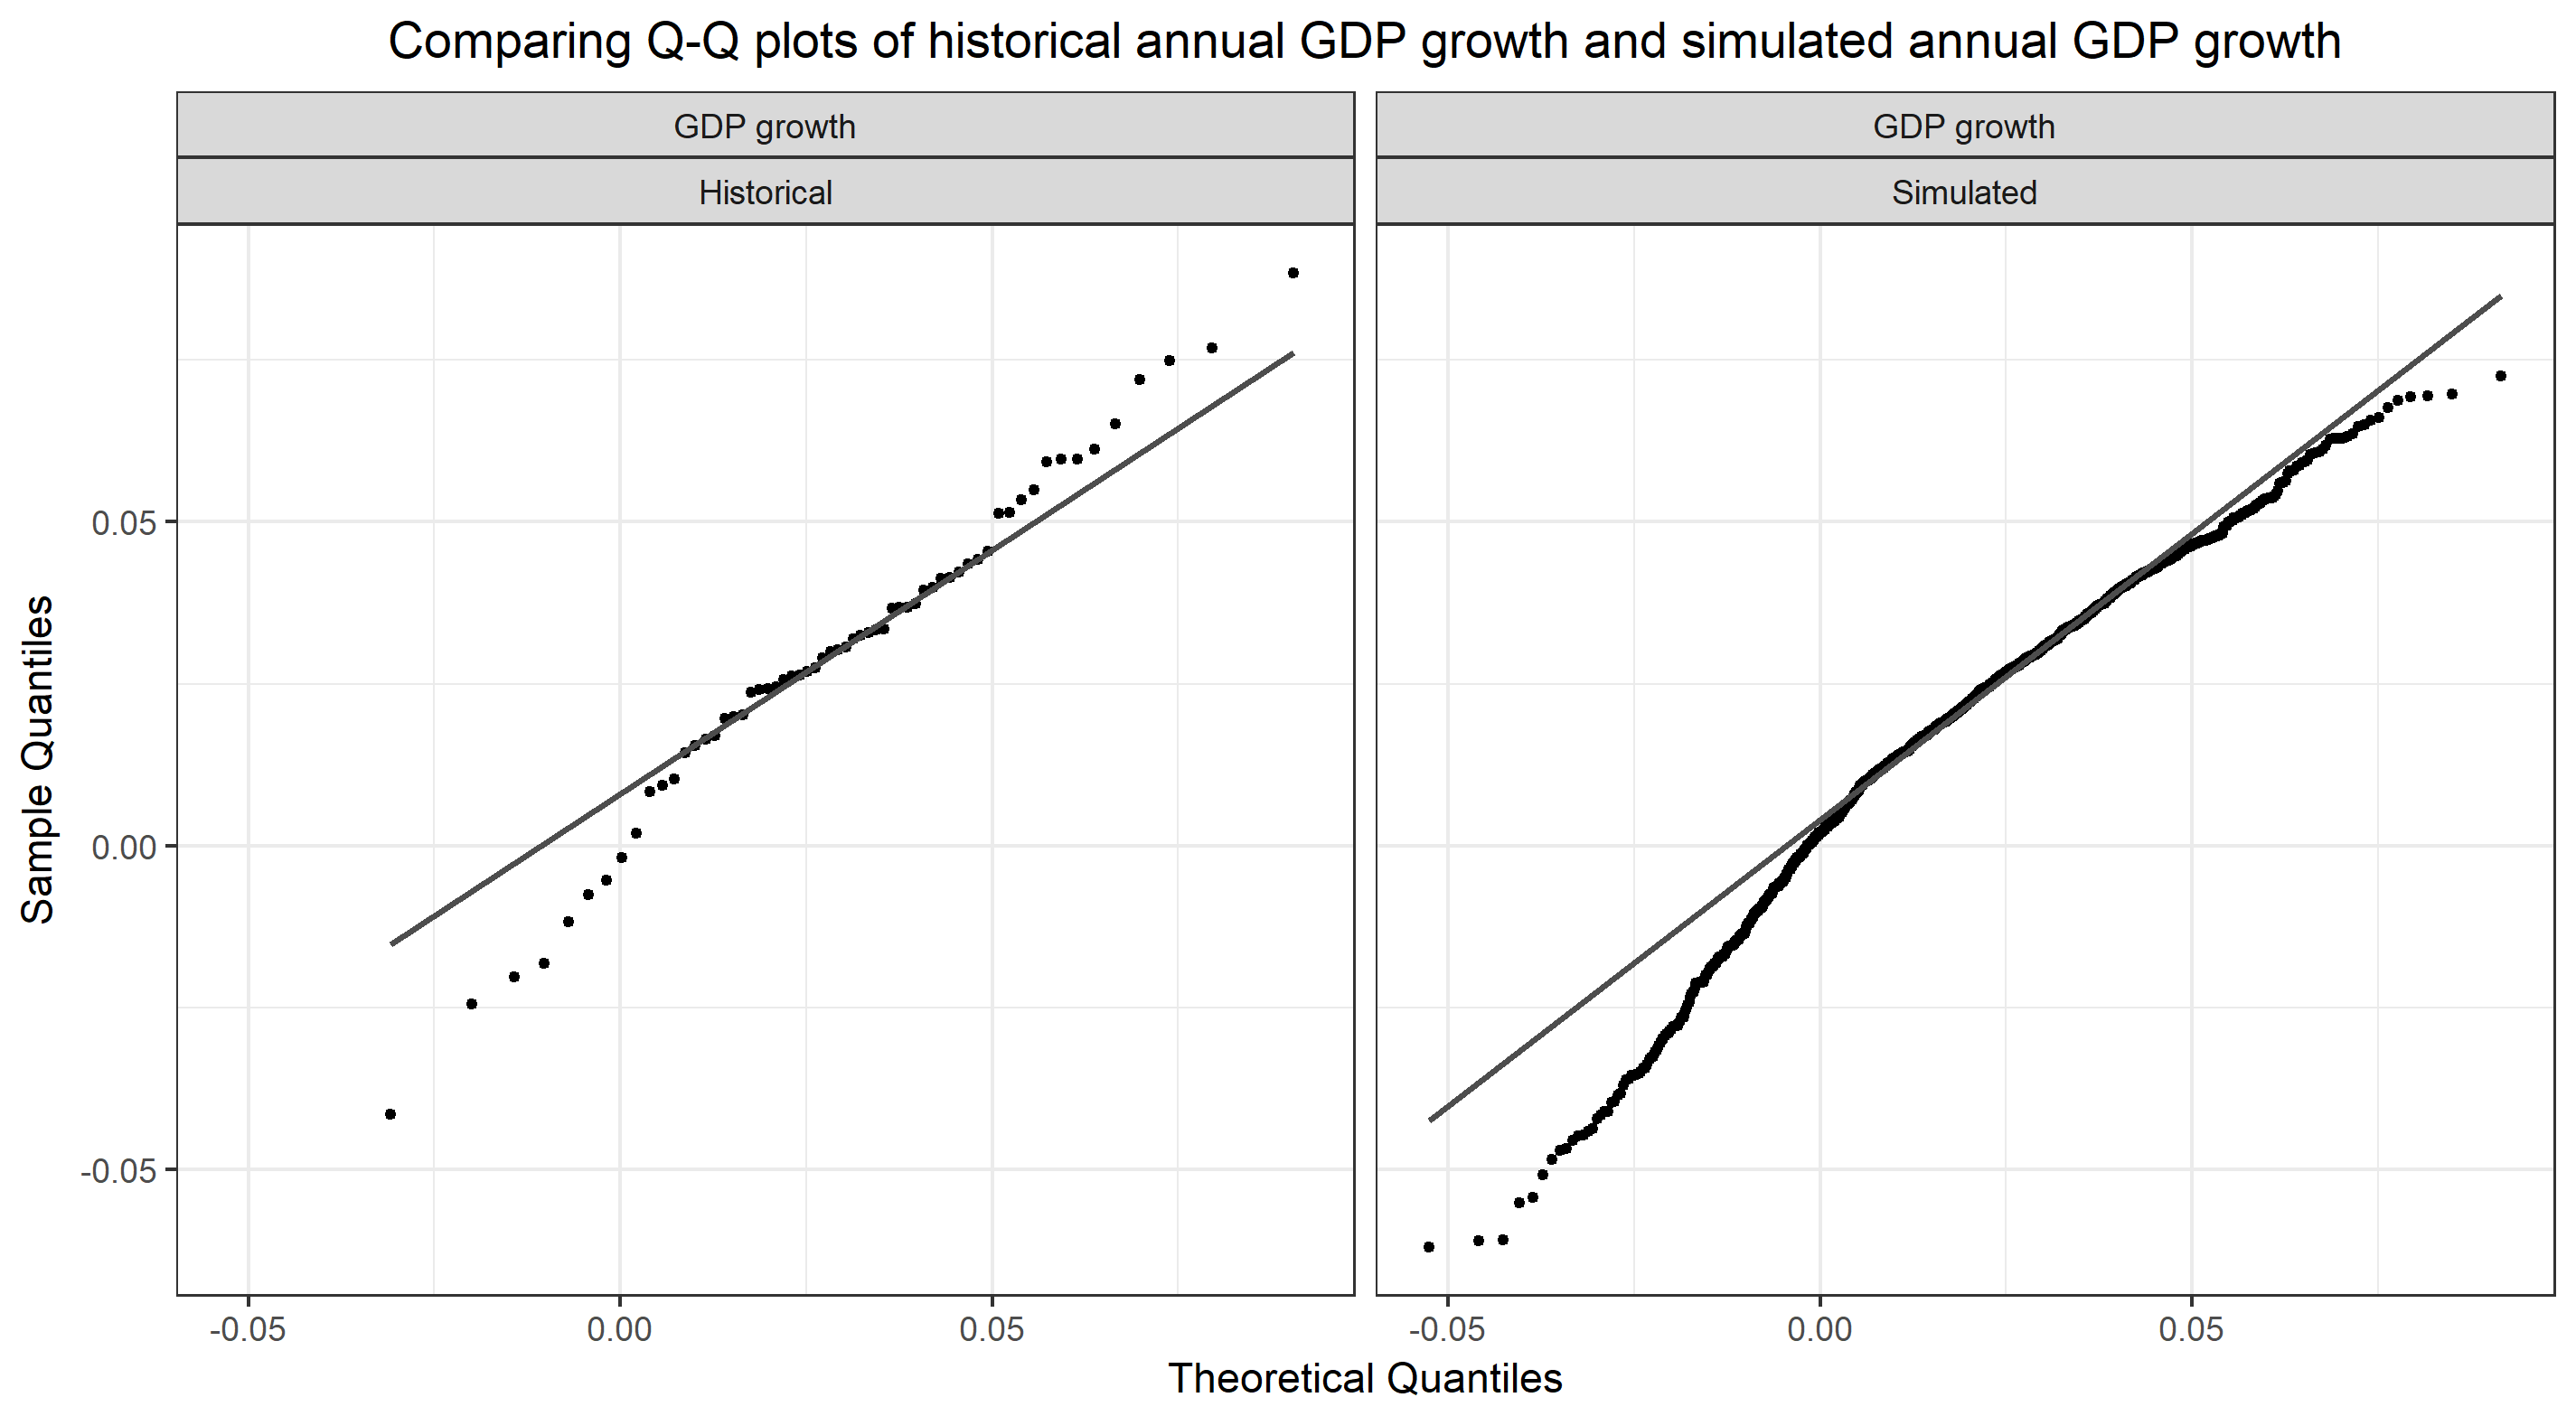 Comparing Q-Q plots of historical annual GDP growth and simulated annual GDP growth
GDP growth
GDP growth
Historical
Simulated
Sample Quantiles
0.05
0.00
-0.05
-0.05
0.00
0.05
-0.05
0.00
0.05
Theoretical Quantiles